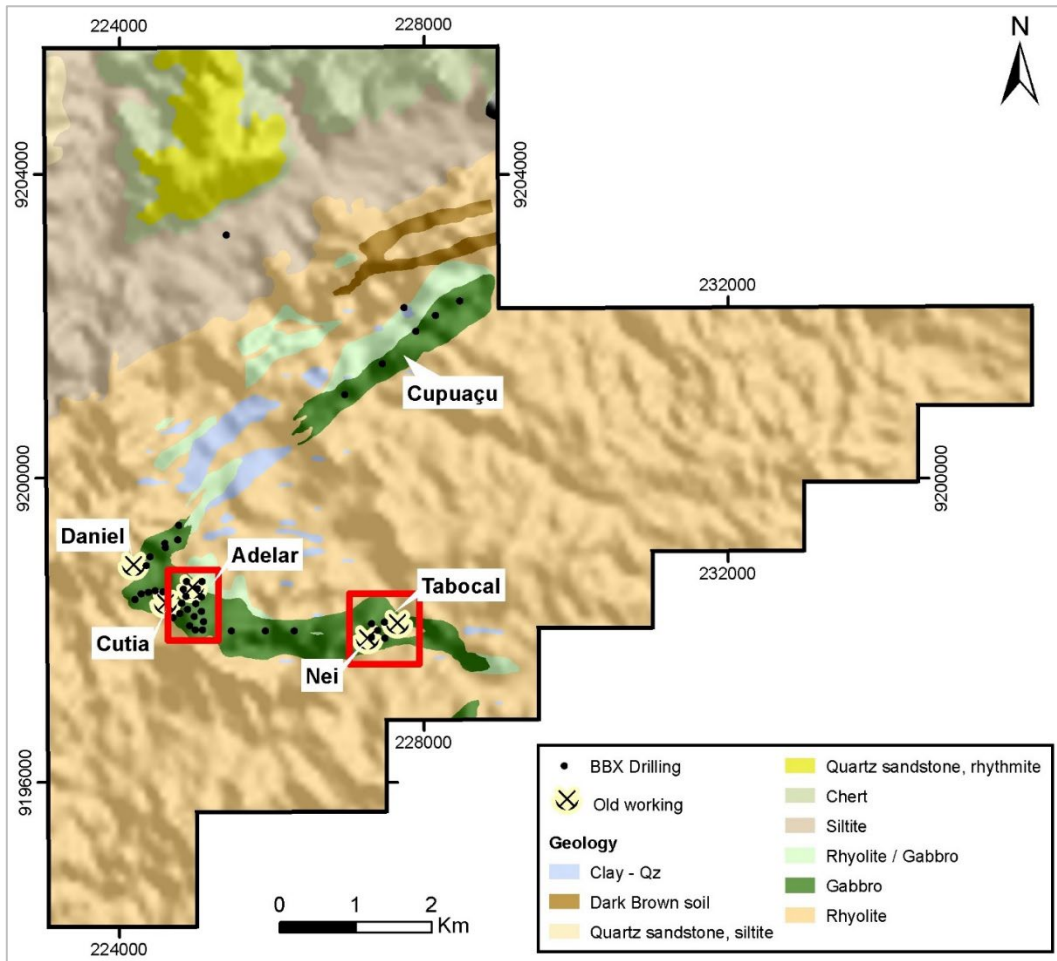 224000
228000
N
9204000
9204000
232000
Cupuaçu
9200000
9200000
Daniel
Adelar
Tabocal
232000
Cutia
Nei
228000
9196000
BBX Drilling
Old working
Geology
Clay - Qz
Dark Brown soil
Quartz sandstone, siltite
Quartz sandstone, rhythmite
Chert
Siltite
Rhyolite / Gabbro
Gabbro
Rhyolite
0 1 2
Km
224000